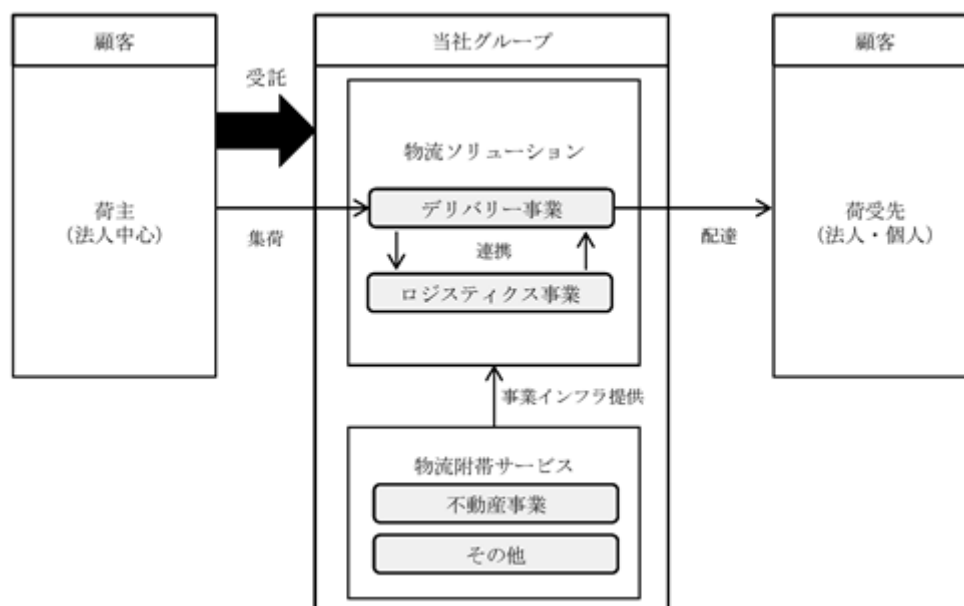 顧客
当社グループ
顧客
受託
物流ソリューション
荷主
(法人中心)
集荷
デリバリー事業
連携
ロジスティクス事業
配達
荷受先
(法人・個人)
事業インフラ提供
物流附帯サービス
不動産事業
その他